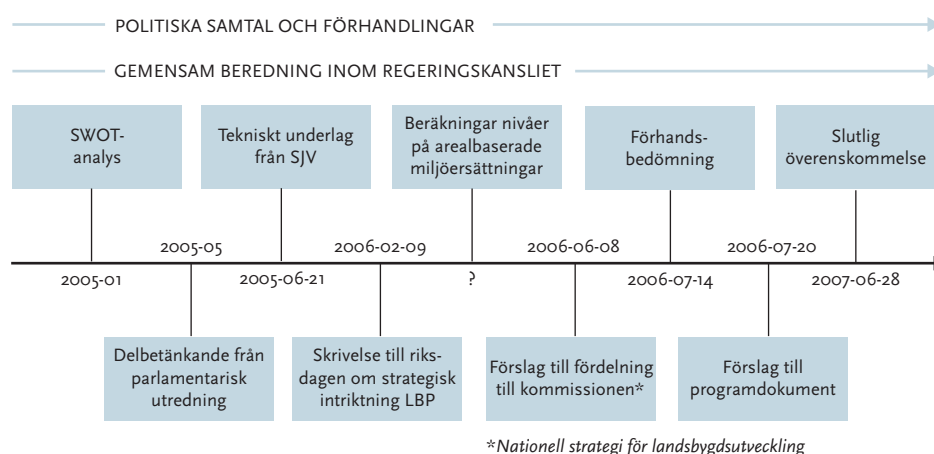 POLITISKA SAMTAL OCH FÖRHANDLINGAR
GEMENSAM BEREDNING INOM REGERINGSKANSLIET
SWOT-
analys
Tekniskt underlag
från SJV
Beräkningar nivåer
på arealbaserade
miljöersättningar
Förhands-
bedömning
Slutlig
överenskommelse
2005-05
2006-02-09
2006-06-08
2006-07-20
2005-01
2005-06-21
?
2006-07-14
2007-06-28
Delbetänkande från
parlamentarisk
utredning
Skrivelse till riks-
dagen om strategisk
intriktning LBP
Förslag till fördelning
till kommissionen*
Förslag till
programdokument
*Nationell strategi för landsbygdsutveckling